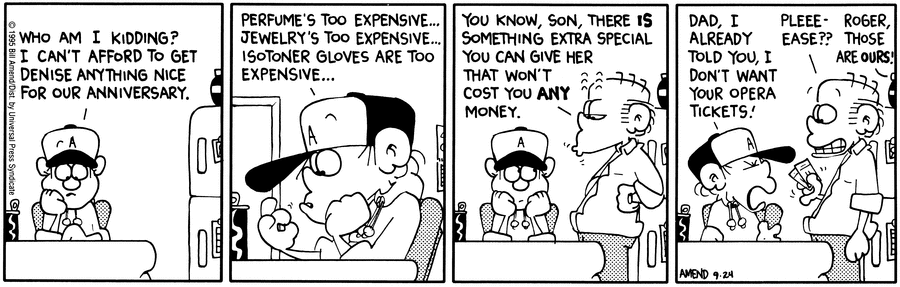 © 1995 Bill Amend/Dist. by Universal Press Syndicate
WHO AM I KIDDING?
I CAN'T AFFORD TO GET
DENISE ANYTHING NICE
FOR OUR ANNIVERSARY.
A
PERFUME'S TOO EXPENSIVE...
JEWELRY'S TOO EXPENSIVE...
ISOTONER GLOVES ARE TOO
EXPENSIVE...
A
YOU KNOW, SON, THERE IS
SOMETHING EXTRA SPECIAL
YOU CAN GIVE HER
THAT WON'T
COST YOU ANY
MONEY.
A
DAD, I
ALREADY
TOLD YOU, I
DON'T WANT
YOUR OPERA
TICKETS!
A
PLEEE-
EASE??
ROGER,
THOSE
ARE OURS!
AMEND 9-24